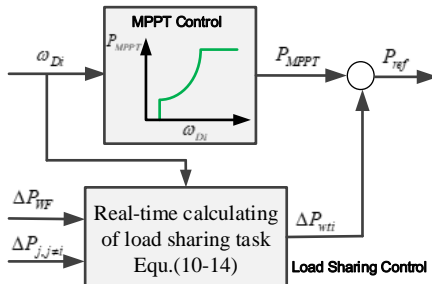 MPPT Control
P_MPPT
ω_Di
ω_Di
P_MPPT
P_ref
ΔP_WF
ΔP_j,j≠i
Real-time calculating
of load sharing task
Equ.(10-14)
ΔP_wti
Load Sharing Control